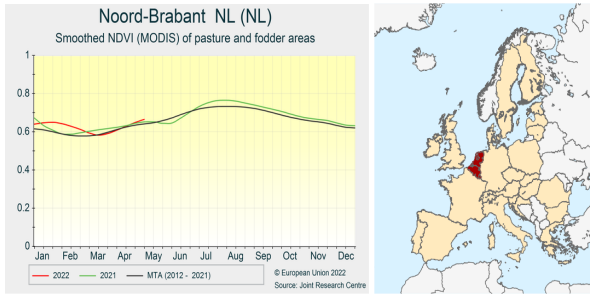 Noord-Brabant NL (NL)
Smoothed NDVI (MODIS) of pasture and fodder areas
1
0.8
0.6
0.4
0.2
0
Jan Feb Mar Apr May Jun Jul Aug Sep Oct Nov Dec
2022 2021 MTA (2012 - 2021)
© European Union 2022
Source: Joint Research Centre